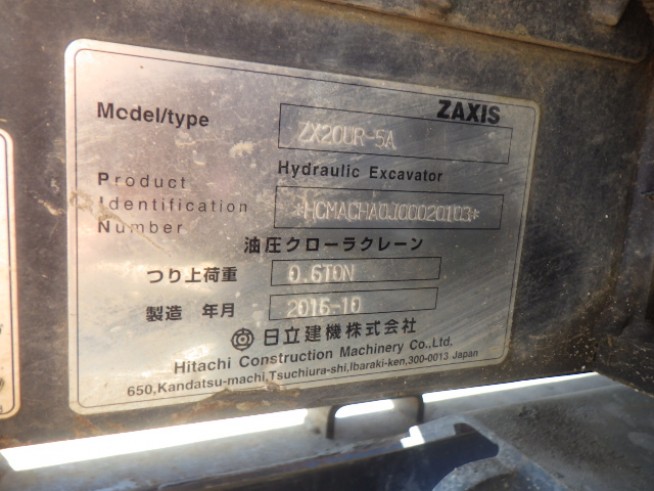 ZAXIS
Model/type ZX20UR-5A
Hydraulic Excavator
Product
Identification
Number
油圧クローラクレーン
つり上荷重 0.6TON
製造 年月 2016-10
日立建機株式会社
Hitachi Construction Machinery Co.,Ltd.
650,Kandatsu-machi,Tsuchiura-shi,Ibaraki-ken,300-0013 Japan